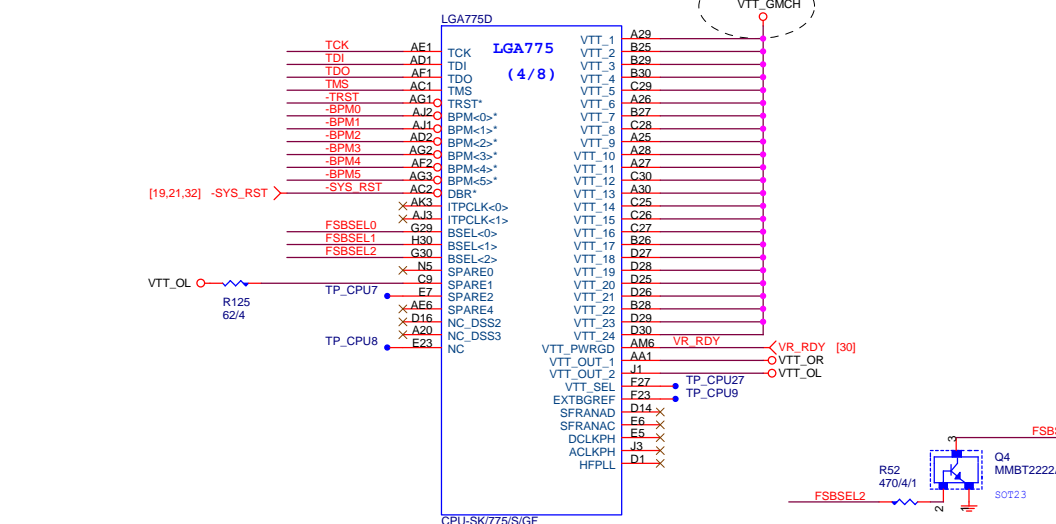 VTT_GMCH
LGA775D
LGA775
(4/8)
TCK AE1 TCK VTT_1 A29
TDI AD1 TDI VTT_2 B25
TDO AF1 TDO VTT_3 B29
TMS AC1 TMS VTT_4 B30
-TRST AG1 TRST* VTT_5 C29
-BPM0 AJ2 BPM<0>* VTT_6 A26
-BPM1 AJ1 BPM<1>* VTT_7 B27
-BPM2 AD2 BPM<2>* VTT_8 C28
-BPM3 AG2 BPM<3>* VTT_9 A25
-BPM4 AF2 BPM<4>* VTT_10 A28
-BPM5 AG3 BPM<5>* VTT_11 A27
[19,21,32] -SYS_RST -SYS_RST AC2 DBR* VTT_12 C30
AK3 ITPCLK<0> VTT_13 A30
AJ3 ITPCLK<1> VTT_14 C25
FSBSEL0 G29 BSEL<0> VTT_15 C26
FSBSEL1 H30 BSEL<1> VTT_16 C27
FSBSEL2 G30 BSEL<2> VTT_17 B26
N5 SPARE0 VTT_18 D27
VTT_OL C9 SPARE1 VTT_19 D28
TP_CPU7 E7 SPARE2 VTT_20 D25
R125
62/4
AE6 SPARE4 VTT_21 D26
D16 NC_DSS2 VTT_22 B28
A20 NC_DSS3 VTT_23 D29
TP_CPU8 E23 NC VTT_24 D30
VTT_PWRGD AM6 VR_RDY VR_RDY [30]
VTT_OUT_1 AA1 VTT_OR
VTT_OUT_2 J1 VTT_OL
VTT_SEL F27 TP_CPU27
EXTBGREF F23 TP_CPU9
SFRANAD D14
SFRANAC E6
DCLKPH E5
ACLKPH J3
HFPLL D1
CPU-SK/775/S/GF
3 FSBS
Q4
MMBT2222
SOT23
R52
470/4/1
FSBSEL2
2 1